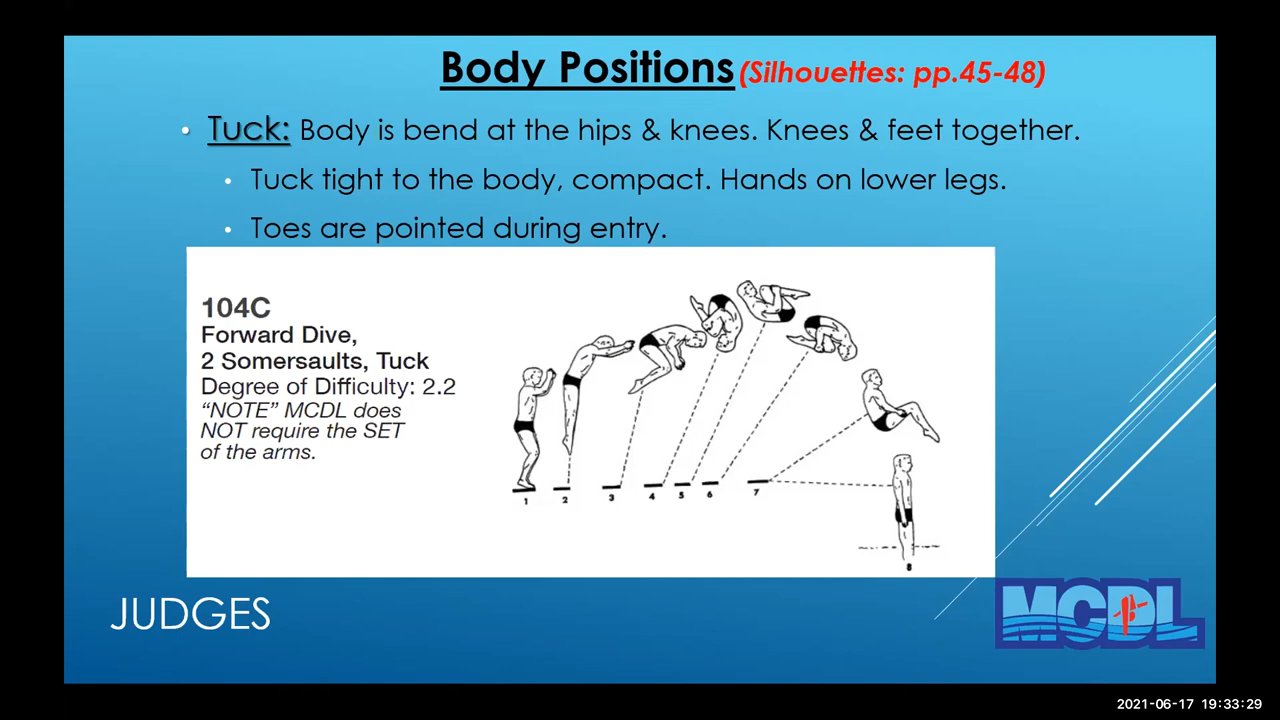 Body Positions (Silhouettes: pp.45-48)
• Tuck: Body is bend at the hips & knees. Knees & feet together.
• Tuck tight to the body, compact. Hands on lower legs.
• Toes are pointed during entry.
104C
Forward Dive,
2 Somersaults, Tuck
Degree of Difficulty: 2.2
"NOTE" MCDL does
NOT require the SET
of the arms.
1 2 3 4 5 6 7
8
JUDGES
MCDL
2021-06-17 19:33:29